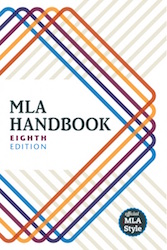 MLA
HANDBOOK
EIGHTH
EDITION
official
MLA
Style